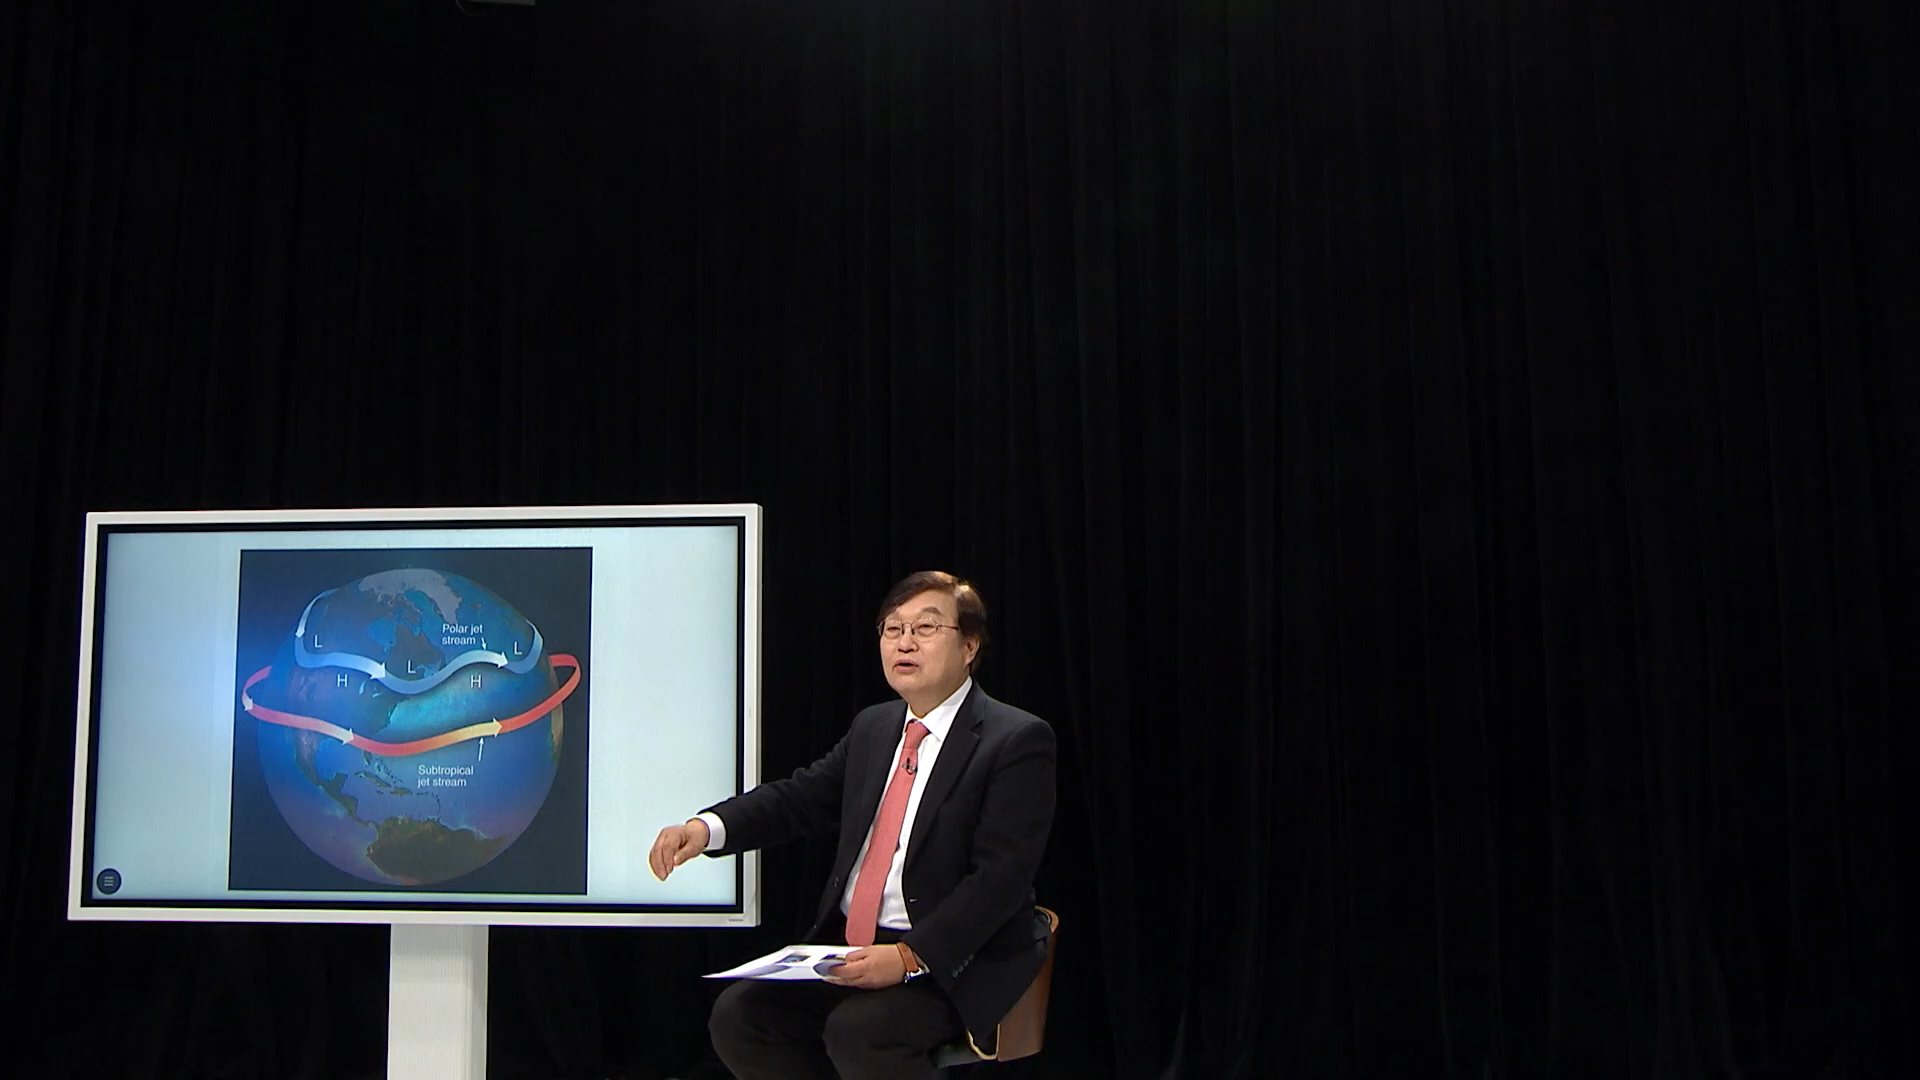 Polar jet
stream
L
L
L
H
H
Subtropical
jet stream